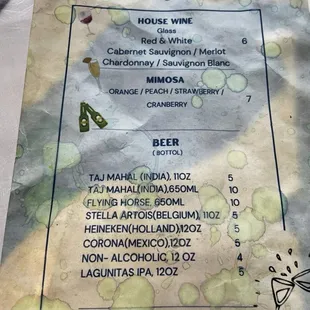 HOUSE WINE
Glass
Red & White 6
Cabernet Sauvignon / Merlot
Chardonnay / Sauvignon Blanc
MIMOSA
ORANGE / PEACH / STRAWBERRY /
CRANBERRY 7
BEER
( BOTTOL)
TAJ MAHAL (INDIA), 11OZ 5
TAJ MAHAL(INDIA),650ML 10
FLYING HORSE, 650ML 10
STELLA ARTOIS(BELGIUM), 11OZ 5
HEINEKEN(HOLLAND),12OZ 5
CORONA(MEXICO),12OZ 5
NON- ALCOHOLIC, 12 OZ 4
LAGUNITAS IPA, 12OZ 5